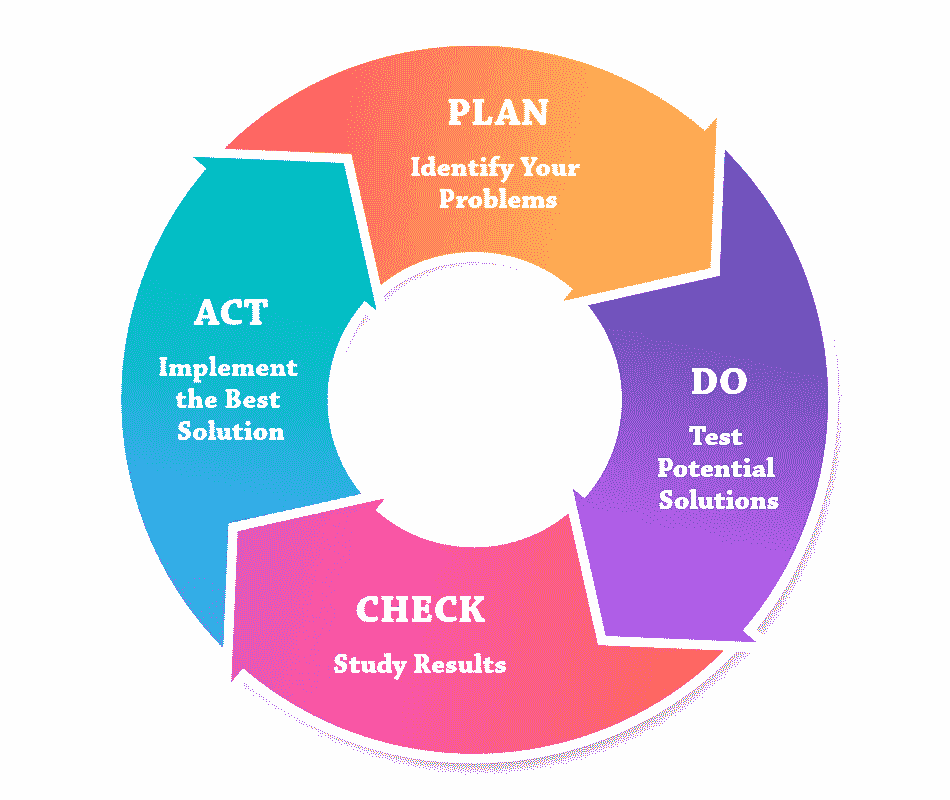 PLAN
Identify Your
Problems
DO
Test
Potential
Solutions
CHECK
Study Results
ACT
Implement
the Best
Solution